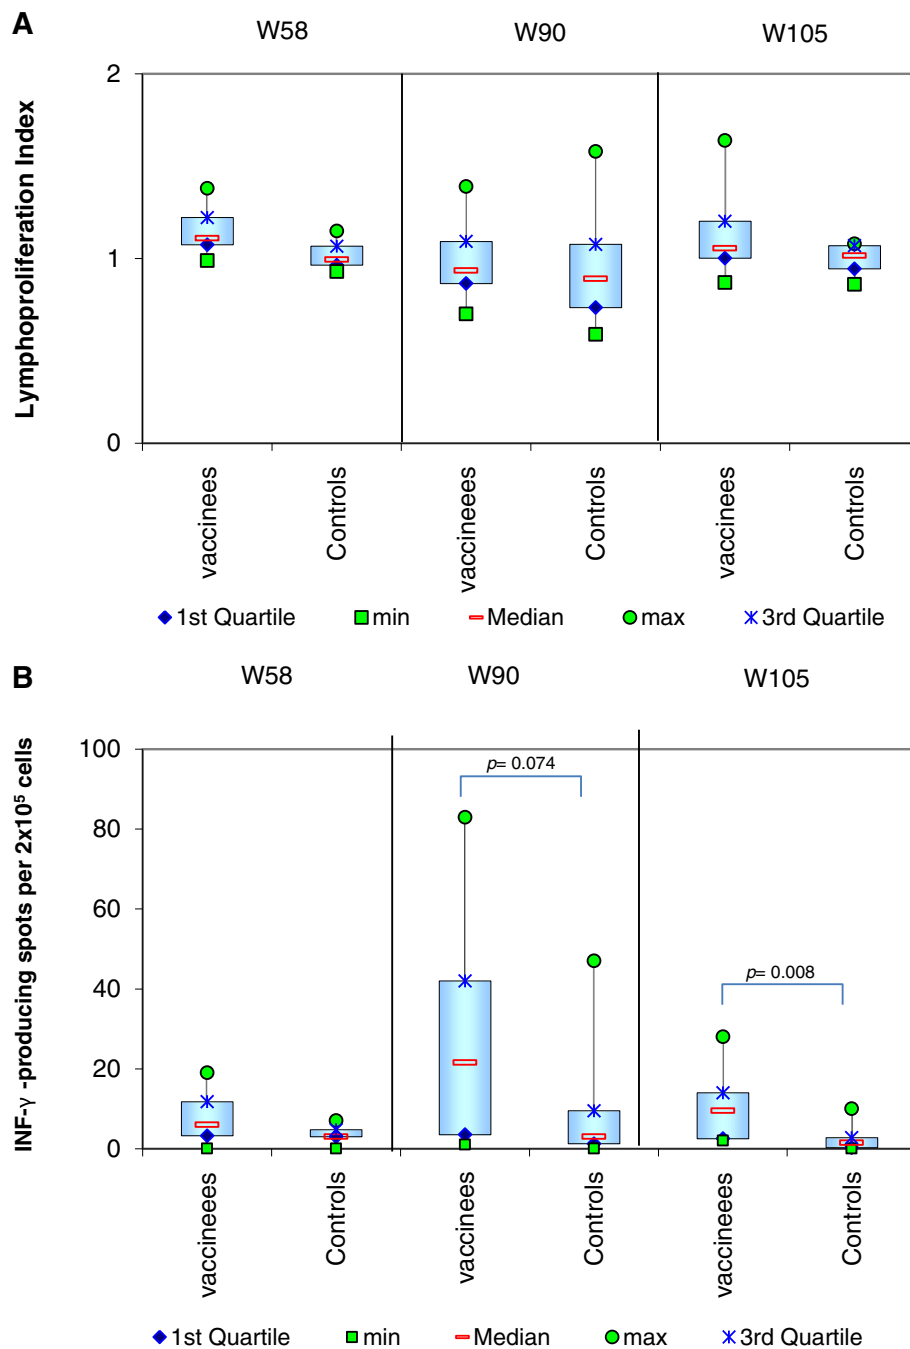 A
W58 W90 W105
Lymphoproliferation Index
2
1
0
vaccineees Controls vaccineees Controls vaccineees Controls
1st Quartile min Median max 3rd Quartile
B
W58 W90 W105
INF-γ -producing spots per 2x10⁵ cells
100
80
60
40
20
0
p= 0.074
p= 0.008
vaccineees Controls vaccineees Controls vaccineees Controls
1st Quartile min Median max 3rd Quartile